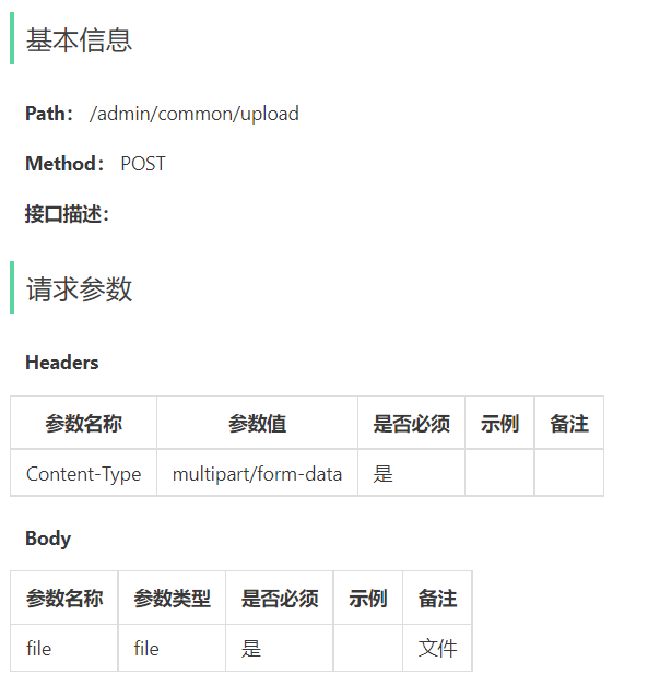 基本信息
Path： /admin/common/upload
Method： POST
接口描述：
请求参数
Headers
参数名称 参数值 是否必须 示例 备注
Content-Type multipart/form-data 是
Body
参数名称 参数类型 是否必须 示例 备注
file file 是 文件